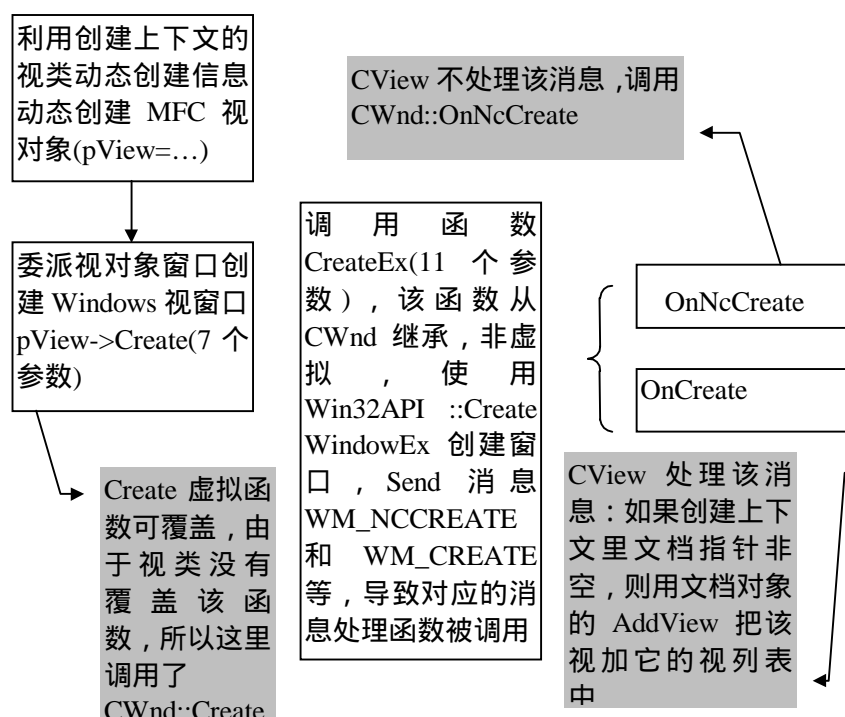 利用创建上下文的
视类动态创建信息
动态创建 MFC 视
对象(pView=…)
委派视对象窗口创
建 Windows 视窗口
pView->Create(7 个
参数)
Create 虚拟函
数可覆盖，由
于视类没有
覆盖该函
数，所以这里
调用了
CWnd::Create
调用函数
CreateEx(11 个参
数)，该函数从
CWnd 继承，非虚
拟，使用
Win32API ::Create
WindowEx 创建窗
口，Send 消息
WM_NCCREATE
和 WM_CREATE
等，导致对应的消
息处理函数被调用
CView 不处理该消息，调用
CWnd::OnNcCreate
OnNcCreate
OnCreate
CView 处理该消
息：如果创建上下
文里文档指针非
空，则用文档对象
的 AddView 把该
视加它的视列表
中